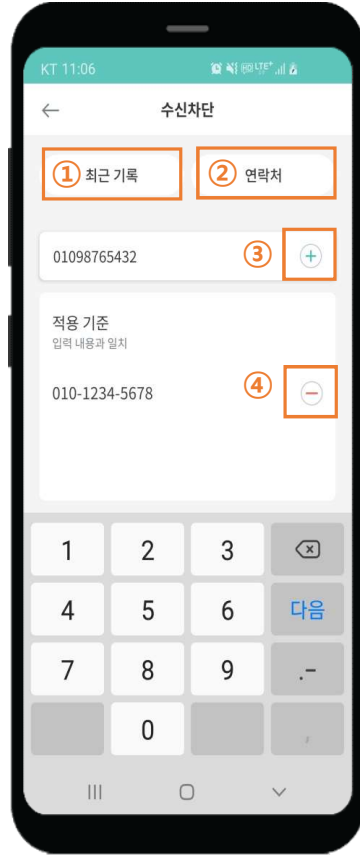 KT 11:06 LTE+
수신차단
① 최근 기록
② 연락처
01098765432 ③ +
적용 기준
입력 내용과 일치
010-1234-5678 ④ −
1 2 3
4 5 6 다음
7 8 9 .-
0 ,